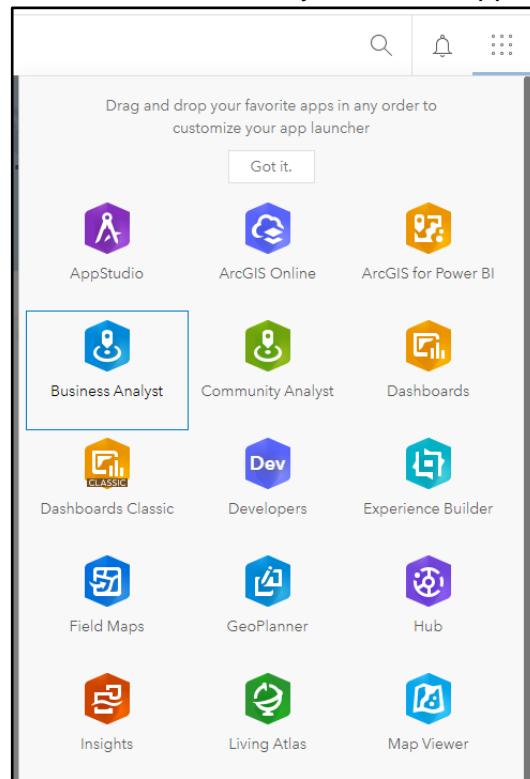 Drag and drop your favorite apps in any order to
customize your app launcher
Got it.
AppStudio
ArcGIS Online
ArcGIS for Power BI
Business Analyst
Community Analyst
Dashboards
CLASSIC
Dev
Dashboards Classic
Developers
Experience Builder
Field Maps
GeoPlanner
Hub
Insights
Living Atlas
Map Viewer